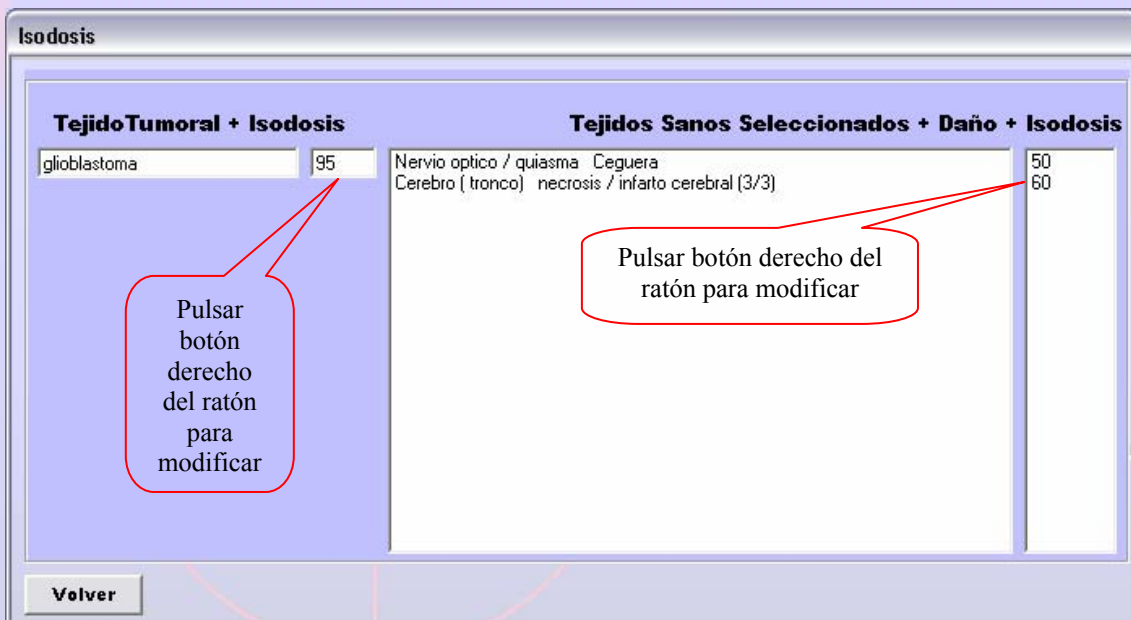 Isodosis
TejidoTumoral + Isodosis
Tejidos Sanos Seleccionados + Daño + Isodosis
glioblastoma 95
Nervio optico / quiasma Ceguera 50
Cerebro ( tronco) necrosis / infarto cerebral (3/3) 60
Pulsar botón derecho del
ratón para modificar
Pulsar
botón
derecho
del ratón
para
modificar
Volver